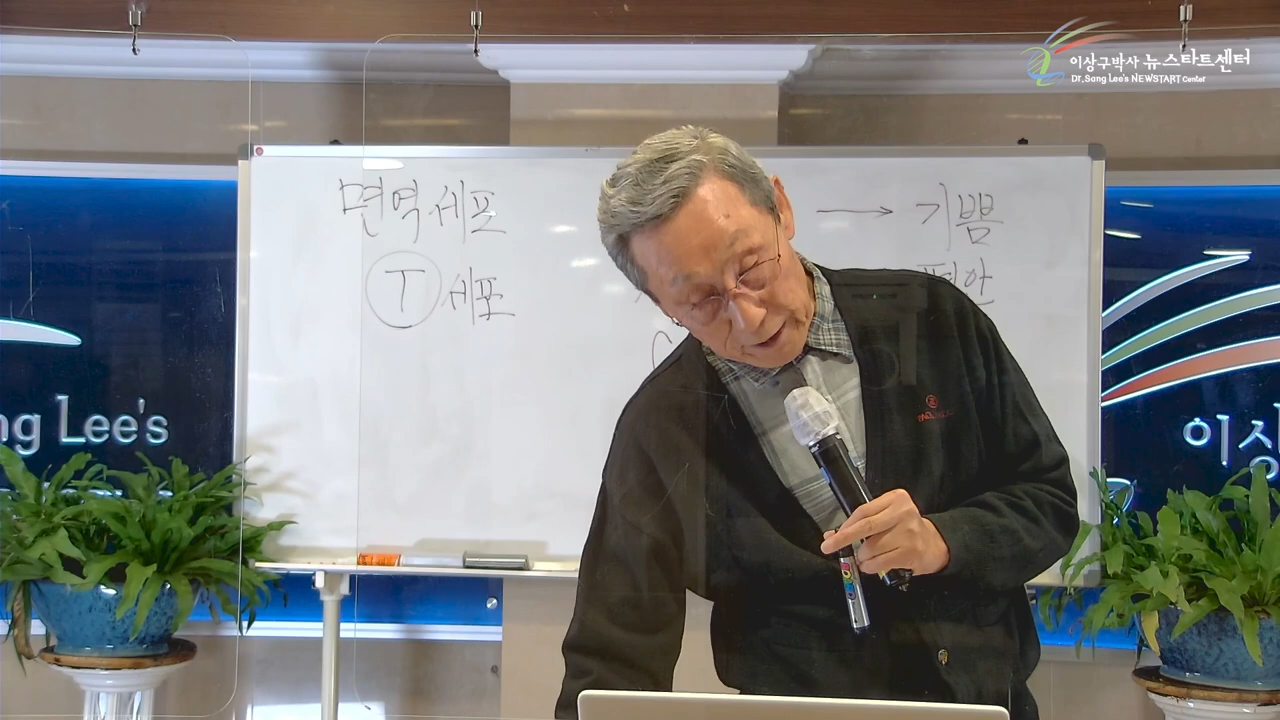 이상구박사 뉴스타트센터
Dr. Sang Lee's NEWSTART Center
면역세포 → 기쁨
T 세포 평안
ng Lee's
이상